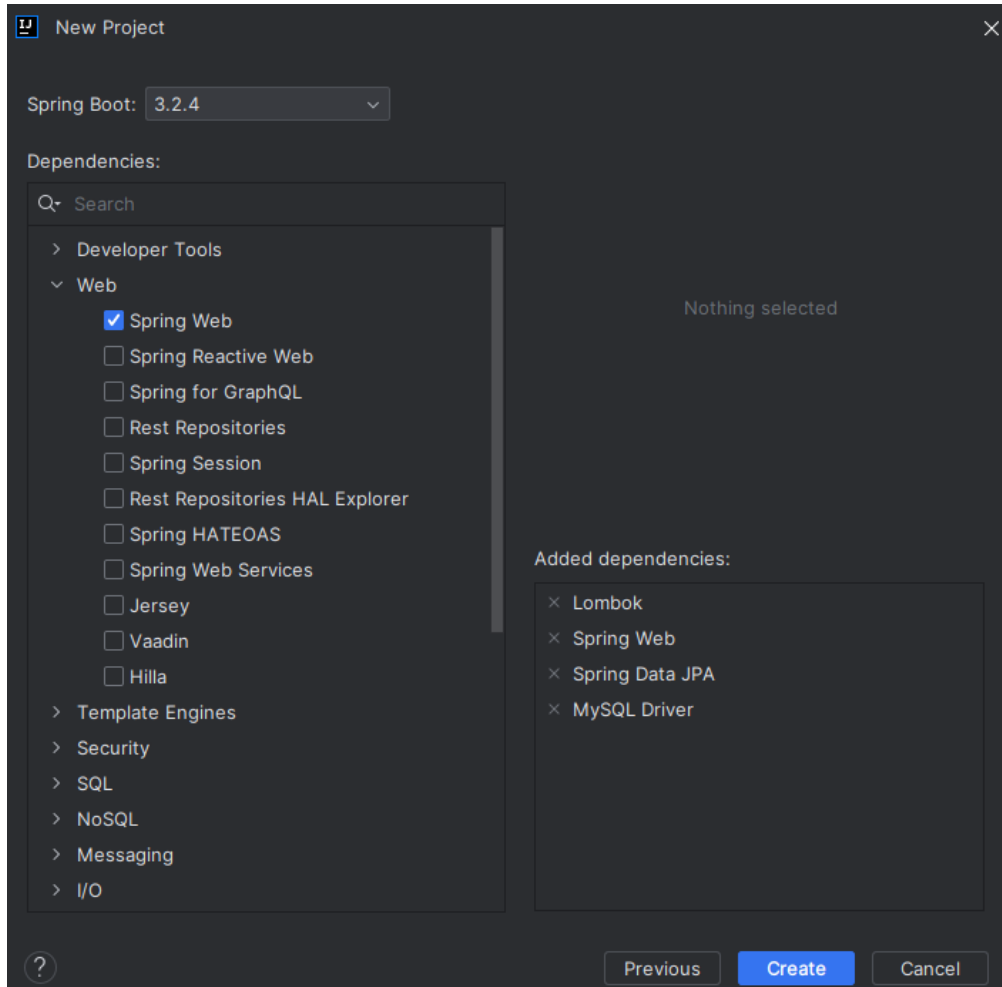 IJ New Project
Spring Boot: 3.2.4
Dependencies:
Search
Developer Tools
Web
Spring Web
Spring Reactive Web
Spring for GraphQL
Rest Repositories
Spring Session
Rest Repositories HAL Explorer
Spring HATEOAS
Spring Web Services
Jersey
Vaadin
Hilla
Template Engines
Security
SQL
NoSQL
Messaging
I/O
Nothing selected
Added dependencies:
Lombok
Spring Web
Spring Data JPA
MySQL Driver
? Previous Create Cancel